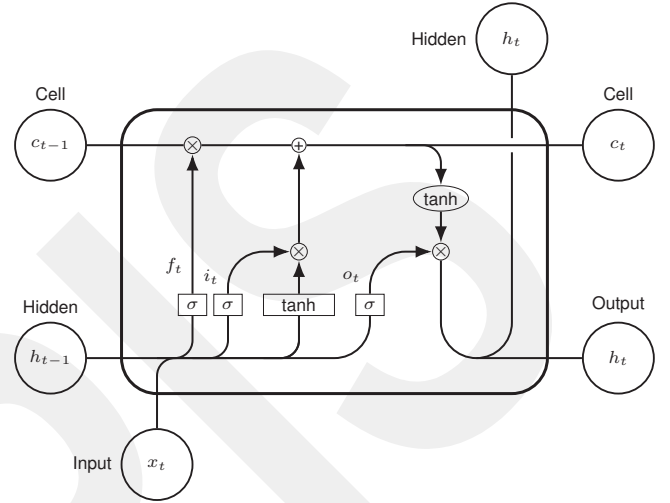 Hidden
h_t
Cell
c_{t−1}
Cell
c_t
×
+
tanh
×
×
f_t
i_t
o_t
σ
σ
tanh
σ
Hidden
h_{t−1}
Output
h_t
Input
x_t